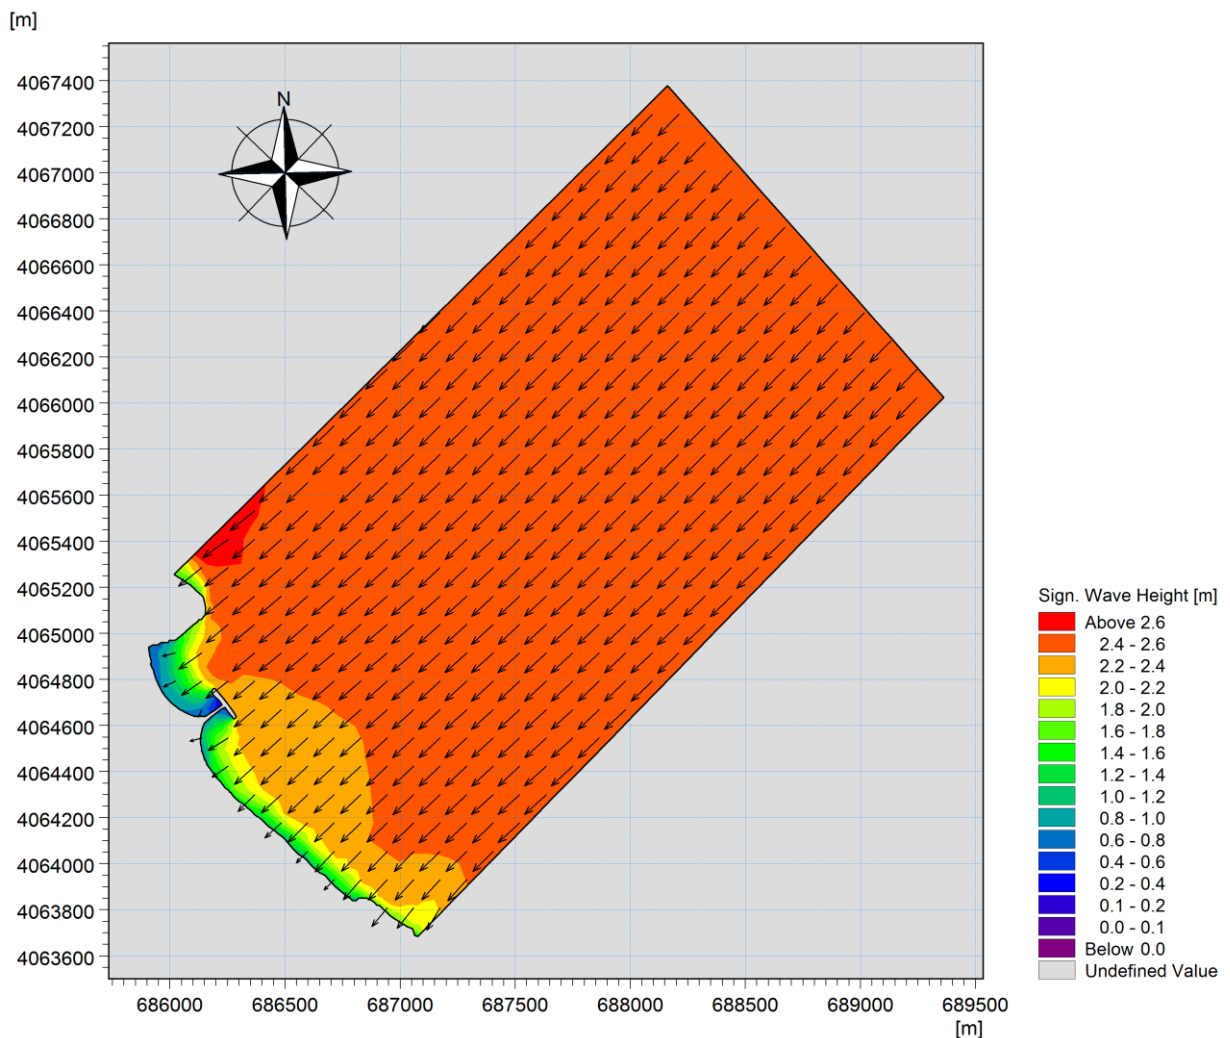 [m]
N
4067400
4067200
4067000
4066800
4066600
4066400
4066200
4066000
4065800
4065600
4065400
4065200
4065000
4064800
4064600
4064400
4064200
4064000
4063800
4063600
686000 686500 687000 687500 688000 688500 689000 689500
[m]
Sign. Wave Height [m]
Above 2.6
2.4 - 2.6
2.2 - 2.4
2.0 - 2.2
1.8 - 2.0
1.6 - 1.8
1.4 - 1.6
1.2 - 1.4
1.0 - 1.2
0.8 - 1.0
0.6 - 0.8
0.4 - 0.6
0.2 - 0.4
0.1 - 0.2
0.0 - 0.1
Below 0.0
Undefined Value